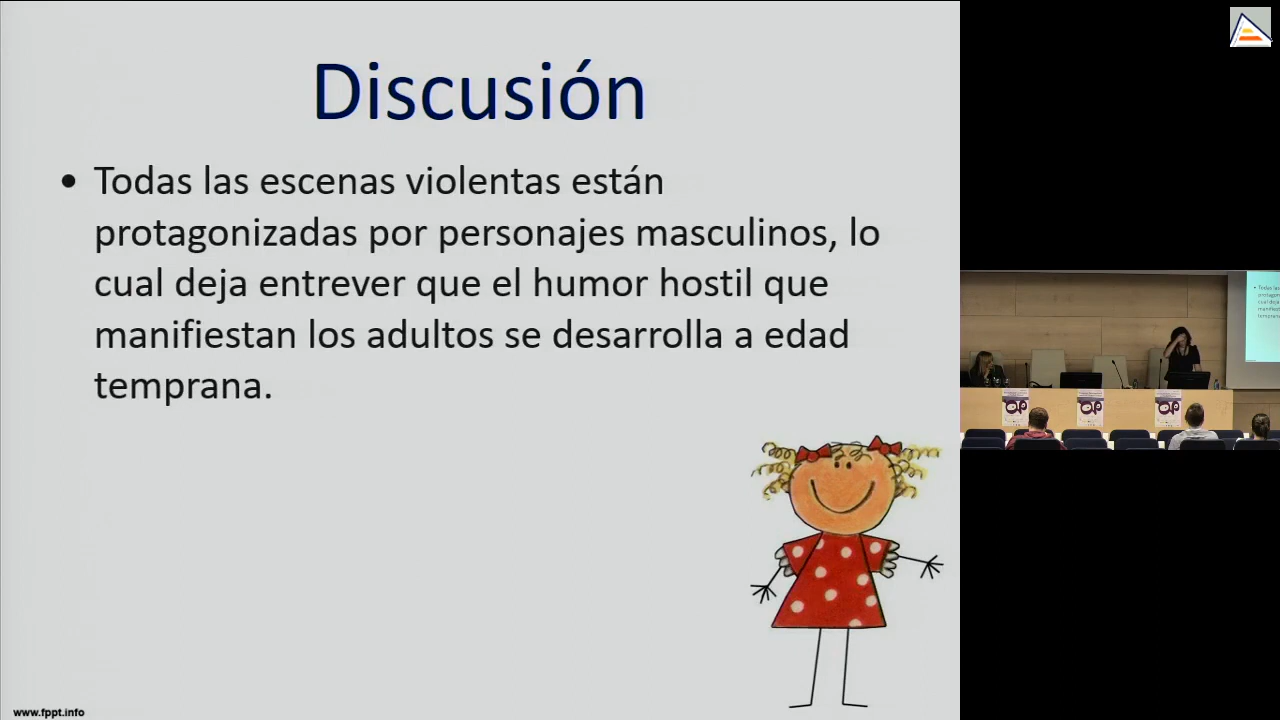 Discusión
• Todas las escenas violentas están
protagonizadas por personajes masculinos, lo
cual deja entrever que el humor hostil que
manifiestan los adultos se desarrolla a edad
temprana.
www.fppt.info